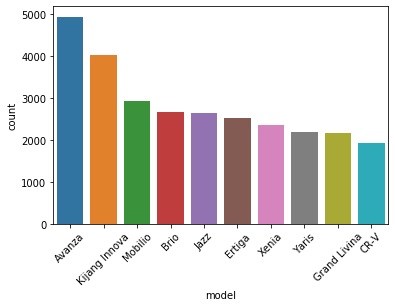 5000
4000
3000
2000
1000
0
count
Avanza
Kijang Innova
Mobilio
Brio
Jazz
Ertiga
Xenia
Yaris
Grand Livina
CR-V
model